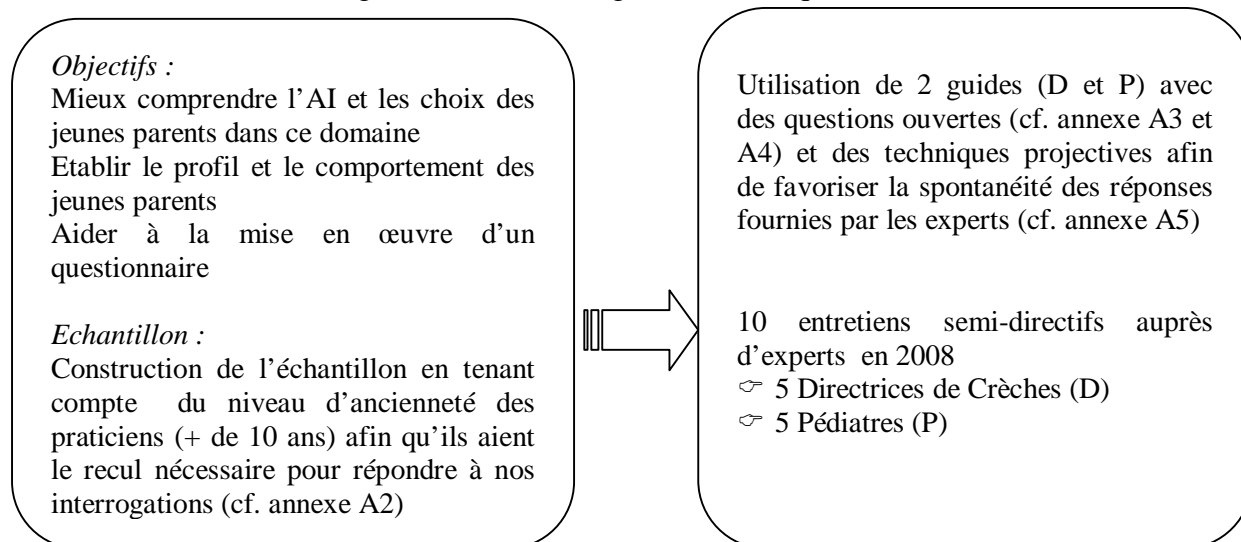 Objectifs :
Mieux comprendre l’AI et les choix des
jeunes parents dans ce domaine
Etablir le profil et le comportement des
jeunes parents
Aider à la mise en œuvre d’un
questionnaire
Echantillon :
Construction de l’échantillon en tenant
compte du niveau d’ancienneté des
praticiens (+ de 10 ans) afin qu’ils aient
le recul nécessaire pour répondre à nos
interrogations (cf. annexe A2)
Utilisation de 2 guides (D et P) avec
des questions ouvertes (cf. annexe A3 et
A4) et des techniques projectives afin
de favoriser la spontanéité des réponses
fournies par les experts (cf. annexe A5)
10 entretiens semi-directifs auprès
d’experts en 2008
☞ 5 Directrices de Crèches (D)
☞ 5 Pédiatres (P)